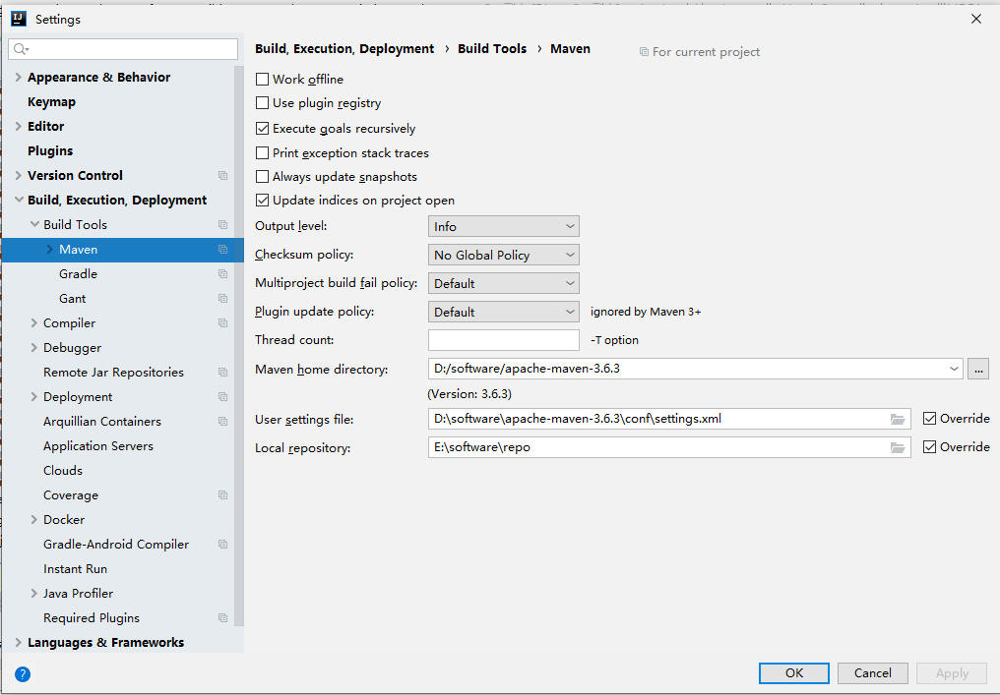 Settings
Appearance & Behavior
Keymap
Editor
Plugins
Version Control
Build, Execution, Deployment
Build Tools
Maven
Gradle
Gant
Compiler
Debugger
Remote Jar Repositories
Deployment
Arquillian Containers
Application Servers
Clouds
Coverage
Docker
Gradle-Android Compiler
Instant Run
Java Profiler
Required Plugins
Languages & Frameworks
Build, Execution, Deployment › Build Tools › Maven For current project
Work offline
Use plugin registry
Execute goals recursively
Print exception stack traces
Always update snapshots
Update indices on project open
Output level: Info
Checksum policy: No Global Policy
Multiproject build fail policy: Default
Plugin update policy: Default ignored by Maven 3+
Thread count: -T option
Maven home directory: D:/software/apache-maven-3.6.3 ...
(Version: 3.6.3)
User settings file: D:\software\apache-maven-3.6.3\conf\settings.xml Override
Local repository: E:\software\repo Override
? OK Cancel Apply